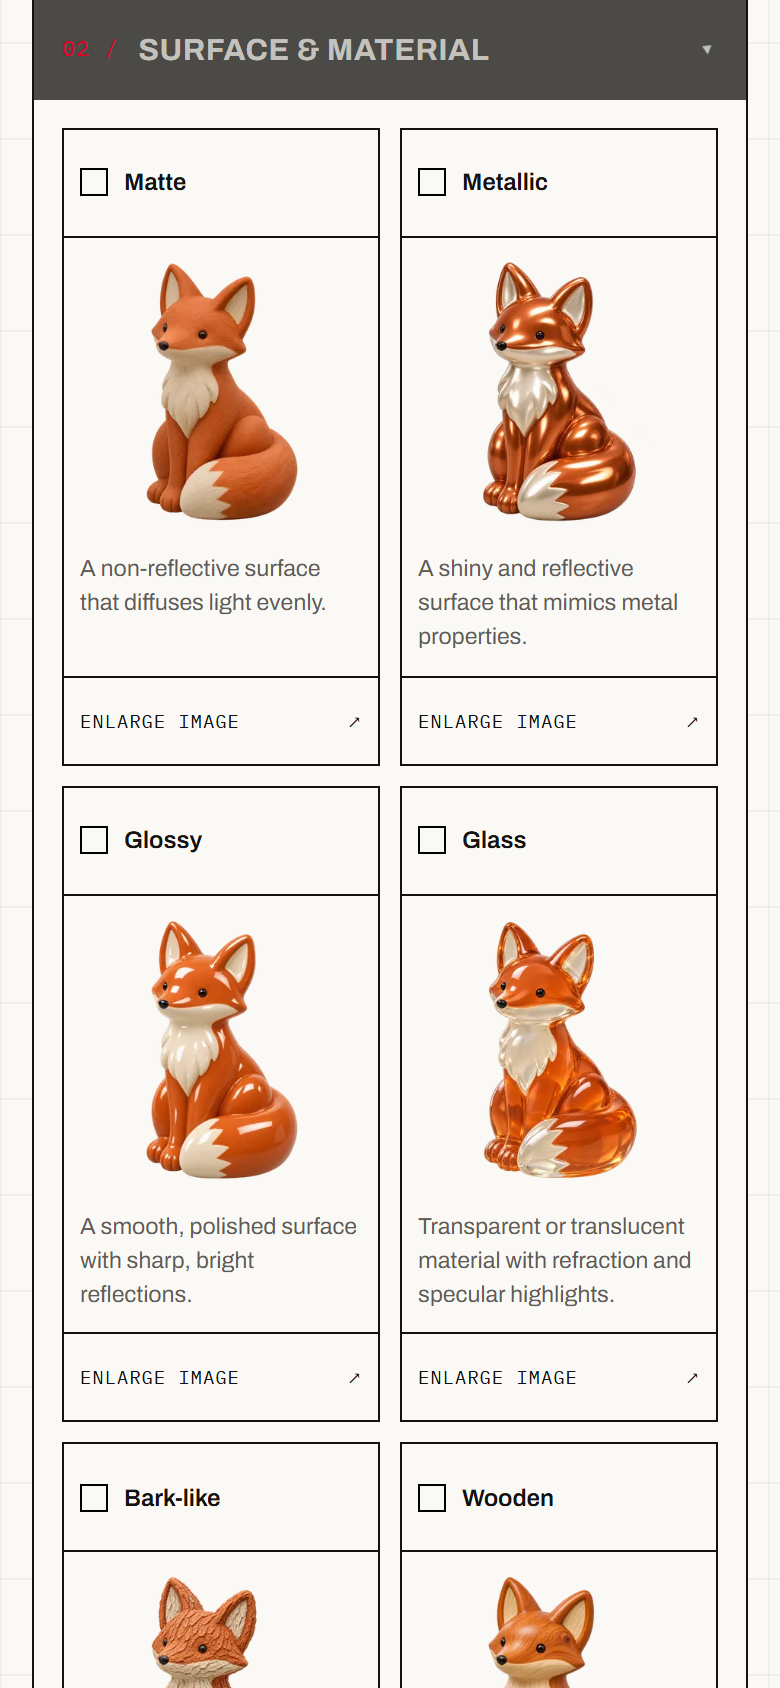 02 / SURFACE & MATERIAL
Matte
Metallic
A non-reflective surface
that diffuses light evenly.
A shiny and reflective
surface that mimics metal
properties.
ENLARGE IMAGE ↗
ENLARGE IMAGE ↗
Glossy
Glass
A smooth, polished surface
with sharp, bright
reflections.
Transparent or translucent
material with refraction and
specular highlights.
ENLARGE IMAGE ↗
ENLARGE IMAGE ↗
Bark-like
Wooden